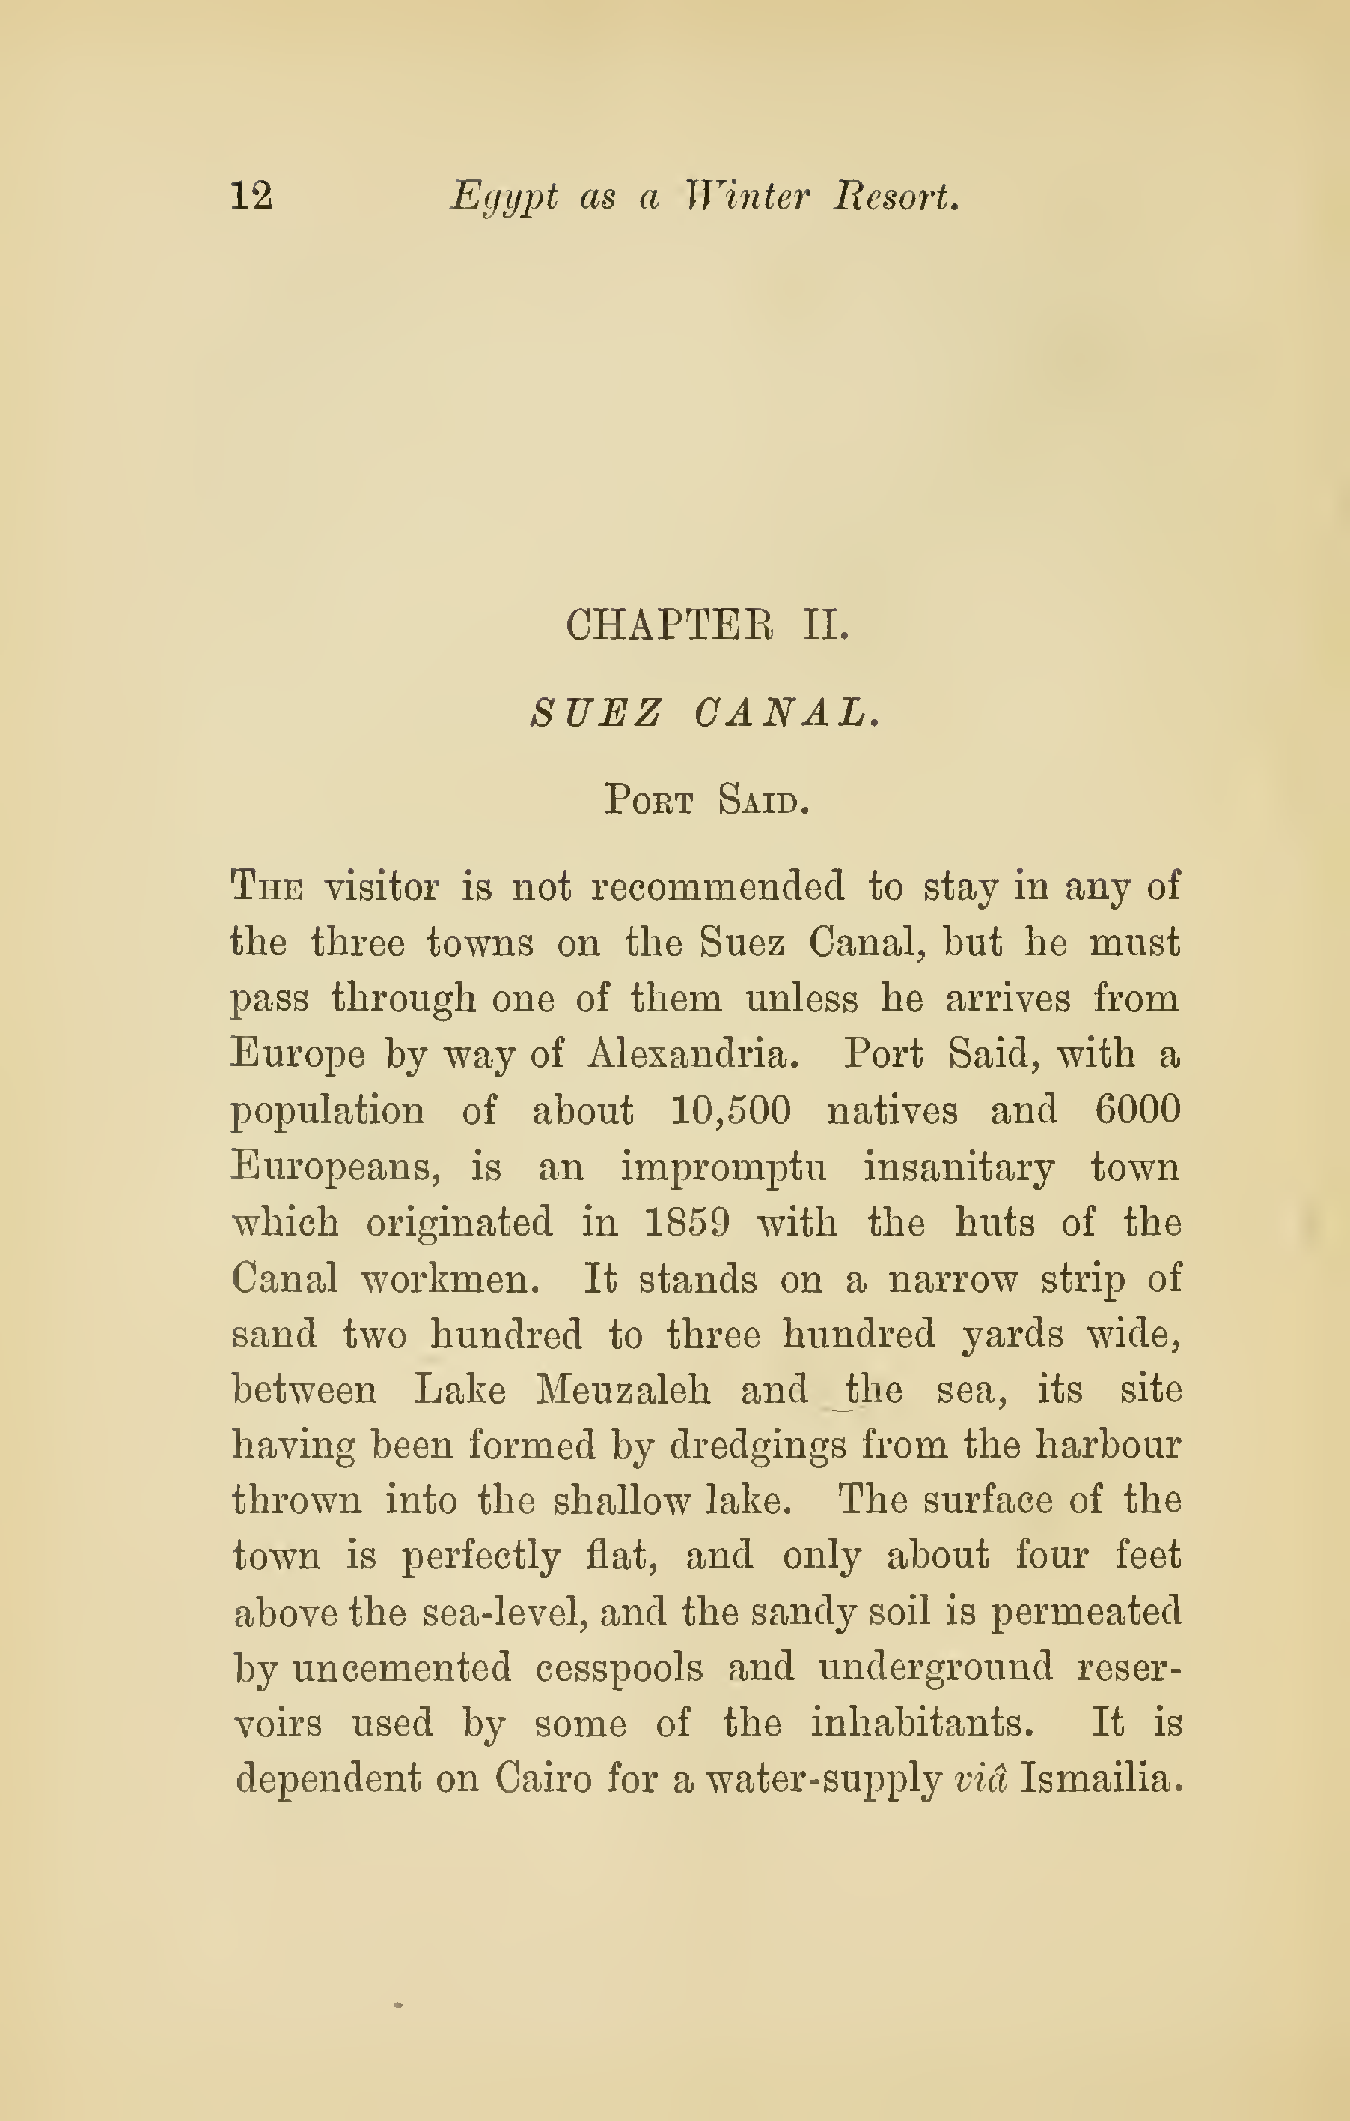 12 Egypt as a Winter Resort.
CHAPTER II.
SUEZ CANAL.
PORT SAID.
THE visitor is not recommended to stay in any of
the three towns on the Suez Canal, but he must
pass through one of them unless he arrives from
Europe by way of Alexandria. Port Said, with a
population of about 10,500 natives and 6000
Europeans, is an impromptu insanitary town
which originated in 1859 with the huts of the
Canal workmen. It stands on a narrow strip of
sand two hundred to three hundred yards wide,
between Lake Meuzaleh and the sea, its site
having been formed by dredgings from the harbour
thrown into the shallow lake. The surface of the
town is perfectly flat, and only about four feet
above the sea-level, and the sandy soil is permeated
by uncemented cesspools and underground reser-
voirs used by some of the inhabitants. It is
dependent on Cairo for a water-supply viâ Ismailia.